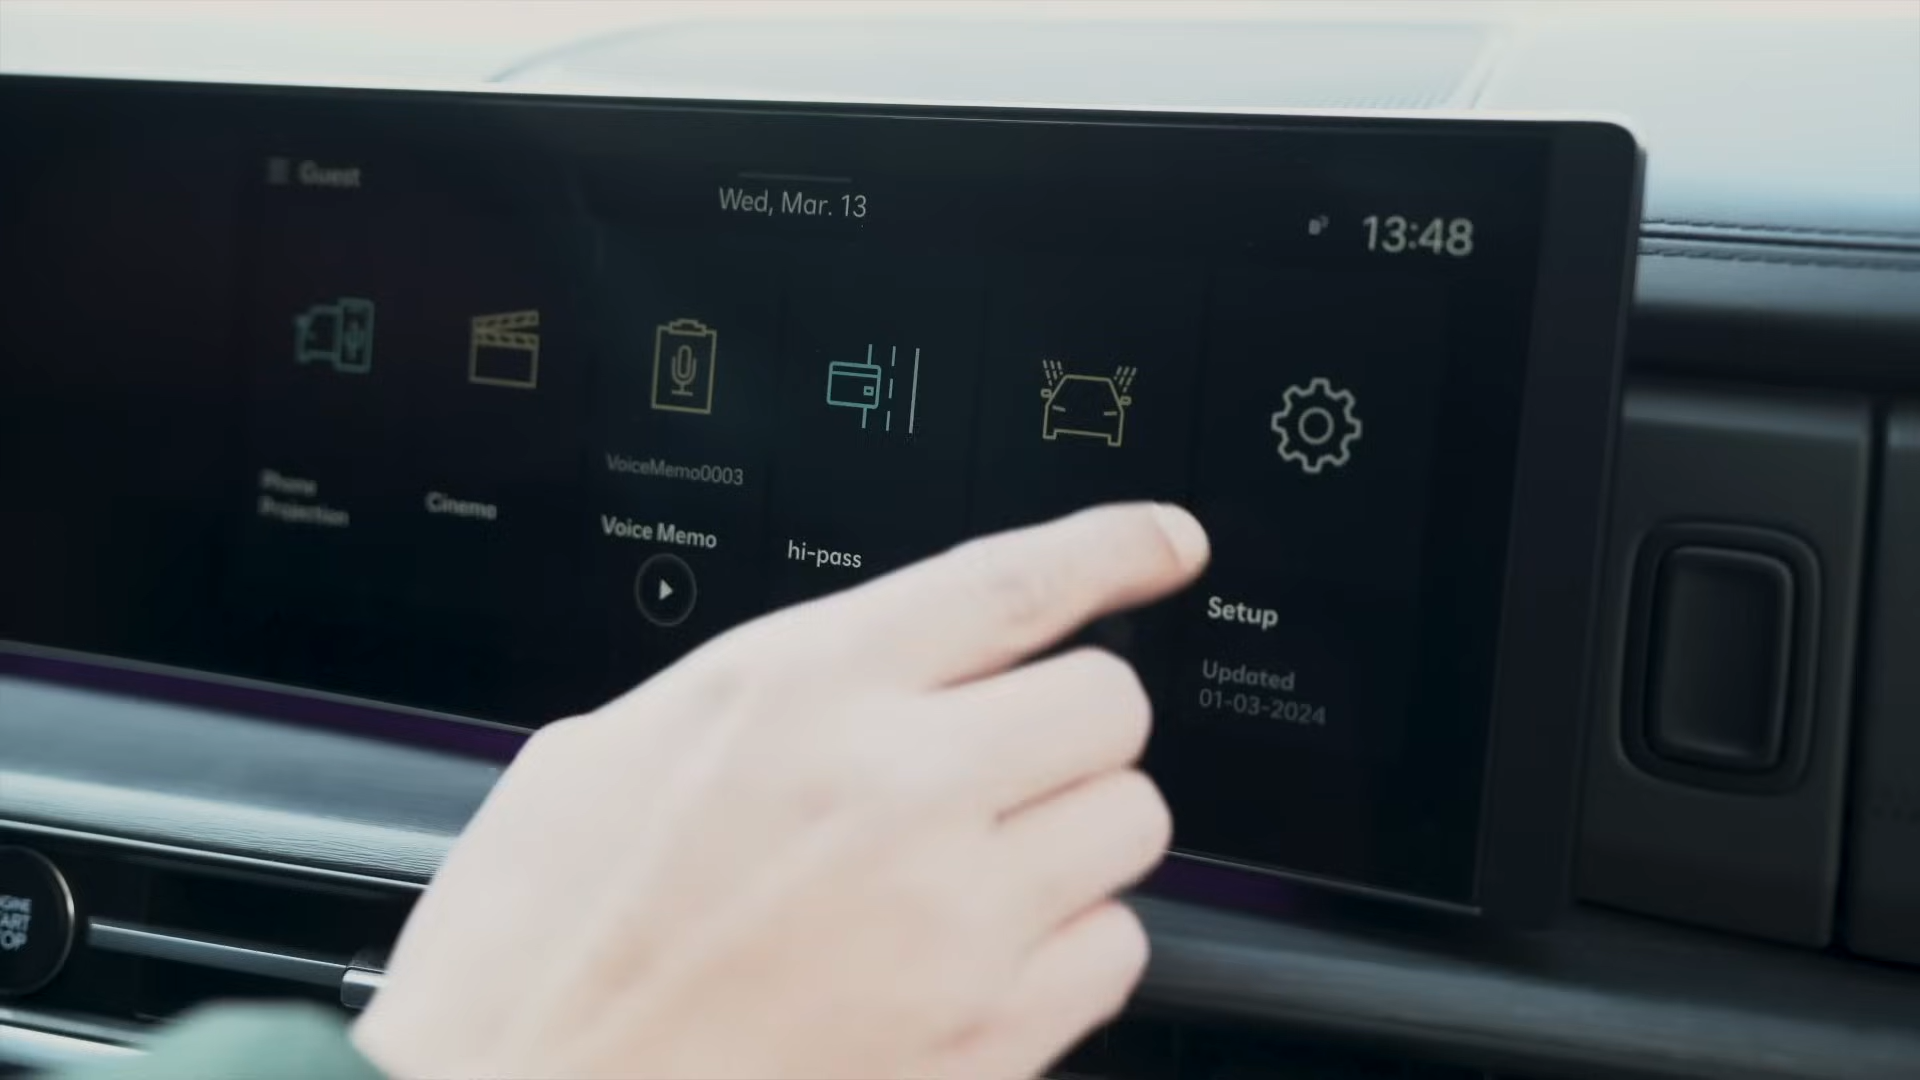 Guest
Wed, Mar. 13
13:48
Phone
Projection
Cinema
VoiceMemo0003
Voice Memo
hi-pass
Setup
Updated
01-03-2024